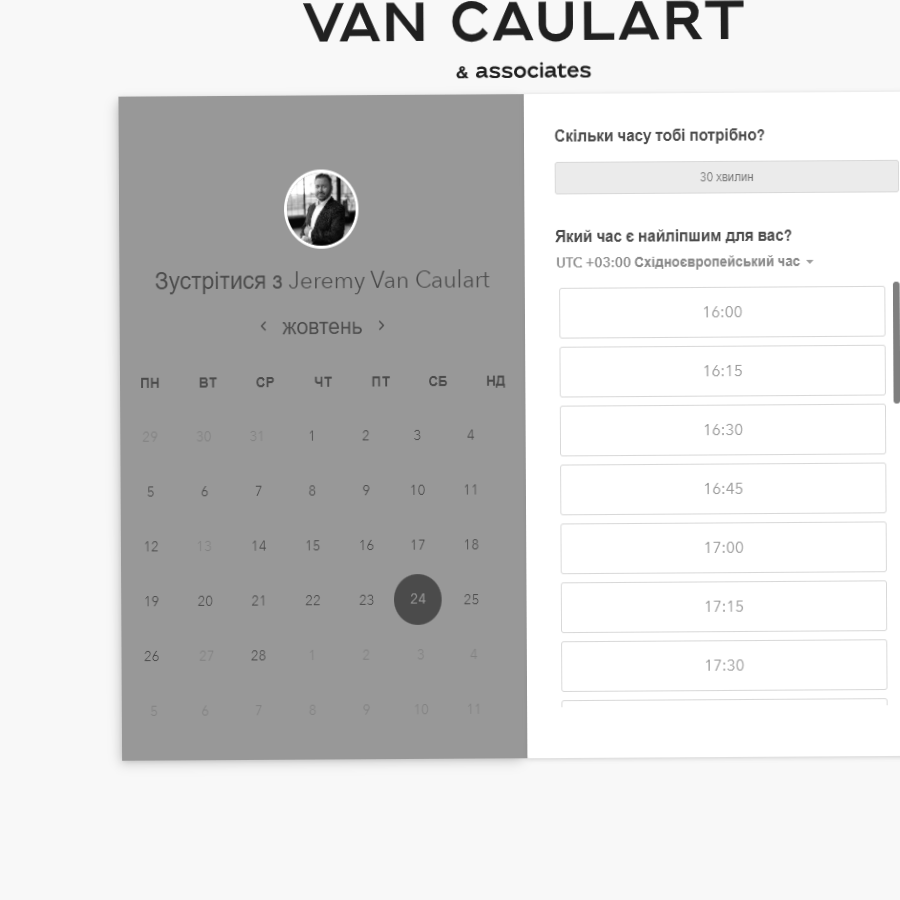 VAN CAULART
& associates
Зустрітися з Jeremy Van Caulart
жовтень
ПН ВТ СР ЧТ ПТ СБ НД
29 30 31 1 2 3 4
5 6 7 8 9 10 11
12 13 14 15 16 17 18
19 20 21 22 23 24 25
26 27 28 1 2 3 4
5 6 7 8 9 10 11
Скільки часу тобі потрібно?
30 хвилин
Який час є найліпшим для вас?
UTC +03:00 Східноєвропейський час
16:00
16:15
16:30
16:45
17:00
17:15
17:30